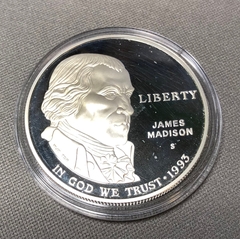 LIBERTY
JAMES
MADISON
S
IN GOD WE TRUST · 1993